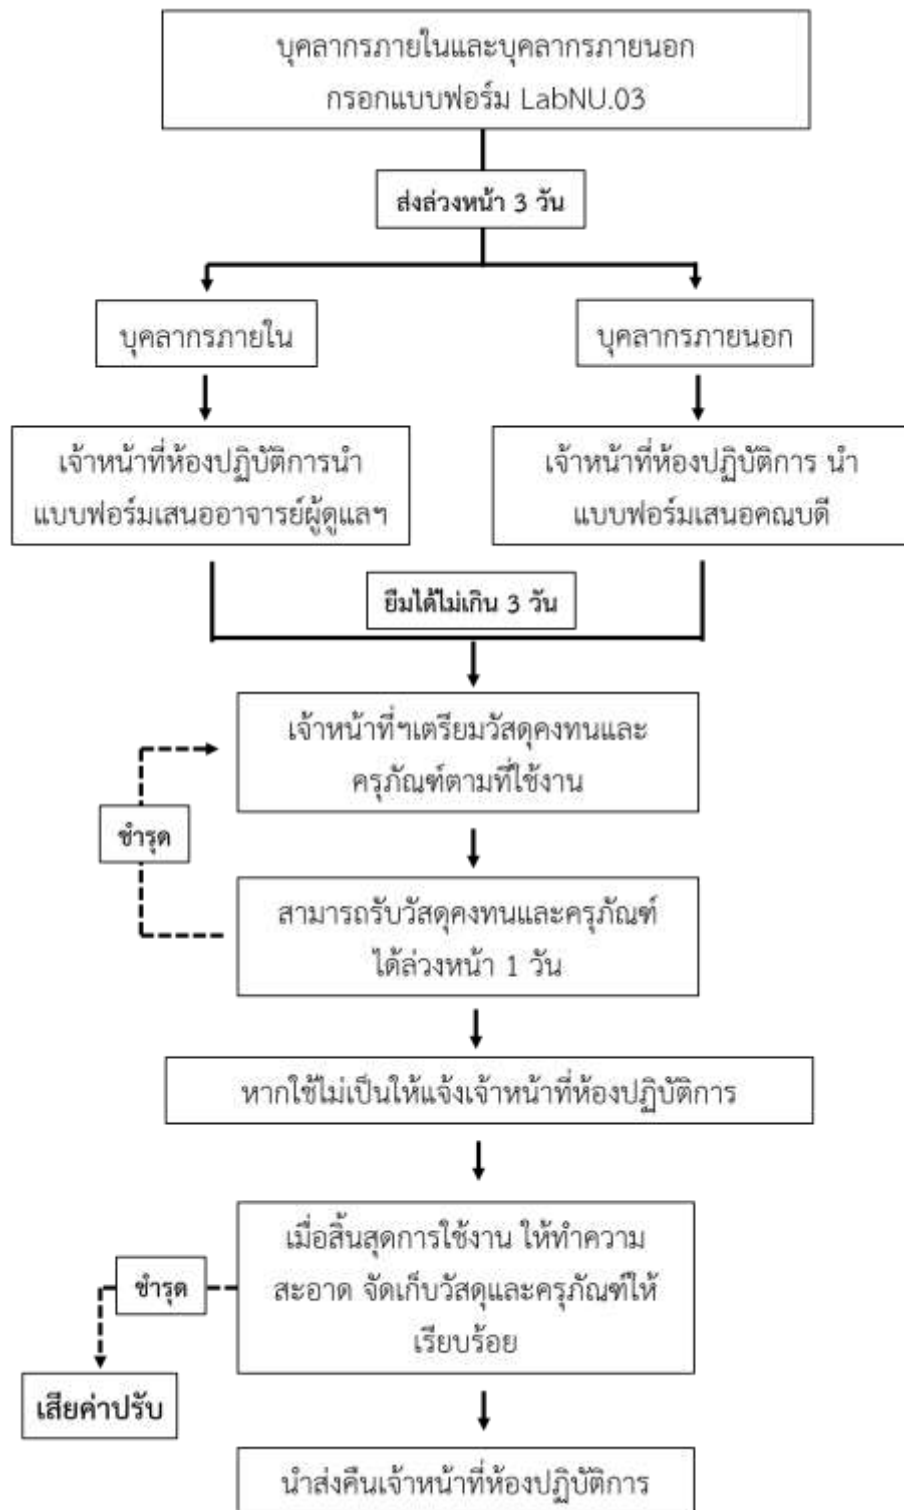 บุคลากรภายในและบุคลากรภายนอก
กรอกแบบฟอร์ม LabNU.03
ส่งล่วงหน้า 3 วัน
บุคลากรภายใน
บุคลากรภายนอก
เจ้าหน้าที่ห้องปฏิบัติการนำ
แบบฟอร์มเสนออาจารย์ผู้ดูแลฯ
เจ้าหน้าที่ห้องปฏิบัติการ นำ
แบบฟอร์มเสนอคณบดี
ยืมได้ไม่เกิน 3 วัน
เจ้าหน้าที่ฯเตรียมวัสดุคงทนและ
ครุภัณฑ์ตามที่ใช้งาน
ชำรุด
สามารถรับวัสดุคงทนและครุภัณฑ์
ได้ล่วงหน้า 1 วัน
หากใช้ไม่เป็นให้แจ้งเจ้าหน้าที่ห้องปฏิบัติการ
เมื่อสิ้นสุดการใช้งาน ให้ทำความ
สะอาด จัดเก็บวัสดุและครุภัณฑ์ให้
เรียบร้อย
ชำรุด
เสียค่าปรับ
นำส่งคืนเจ้าหน้าที่ห้องปฏิบัติการ